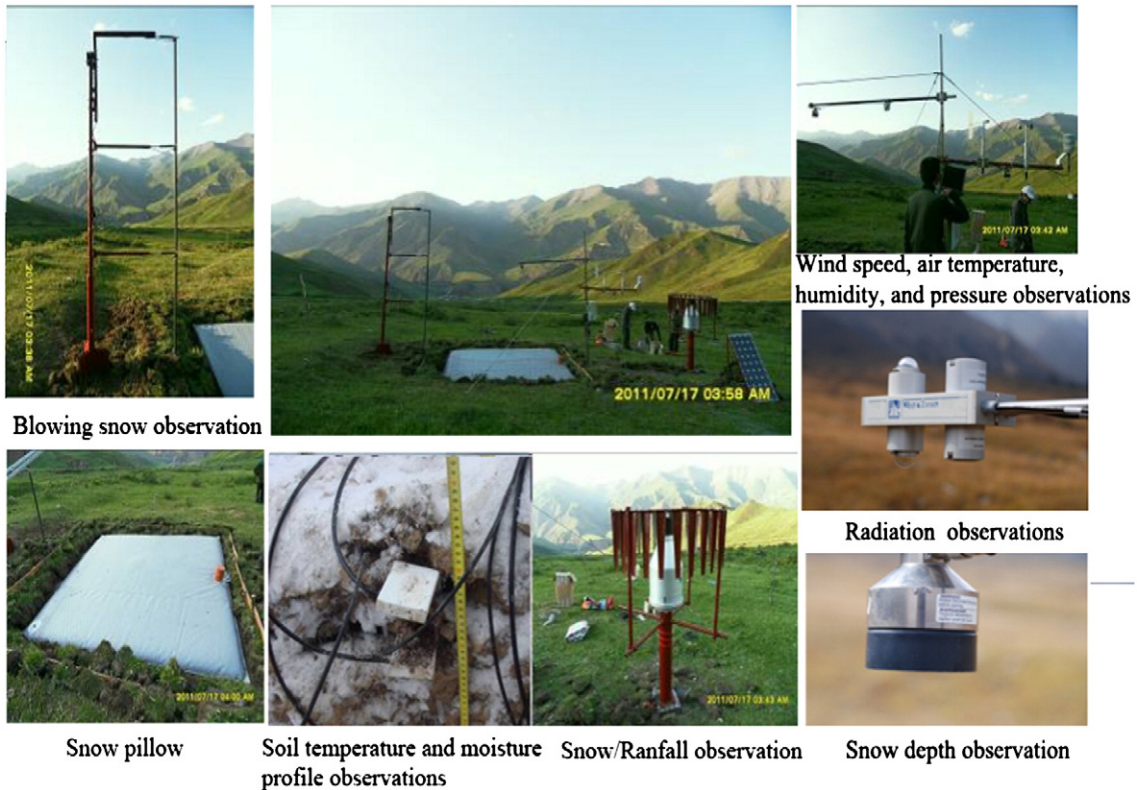 2011/07/17 03:38 AM
Blowing snow observation
2011/07/17 03:58 AM
2011/07/17 03:42 AM
Wind speed, air temperature,
humidity, and pressure observations
Radiation observations
2011/07/17 04:00 AM
Snow pillow
Soil temperature and moisture
profile observations
2011/07/17 03:43 AM
Snow/Ranfall observation
Snow depth observation